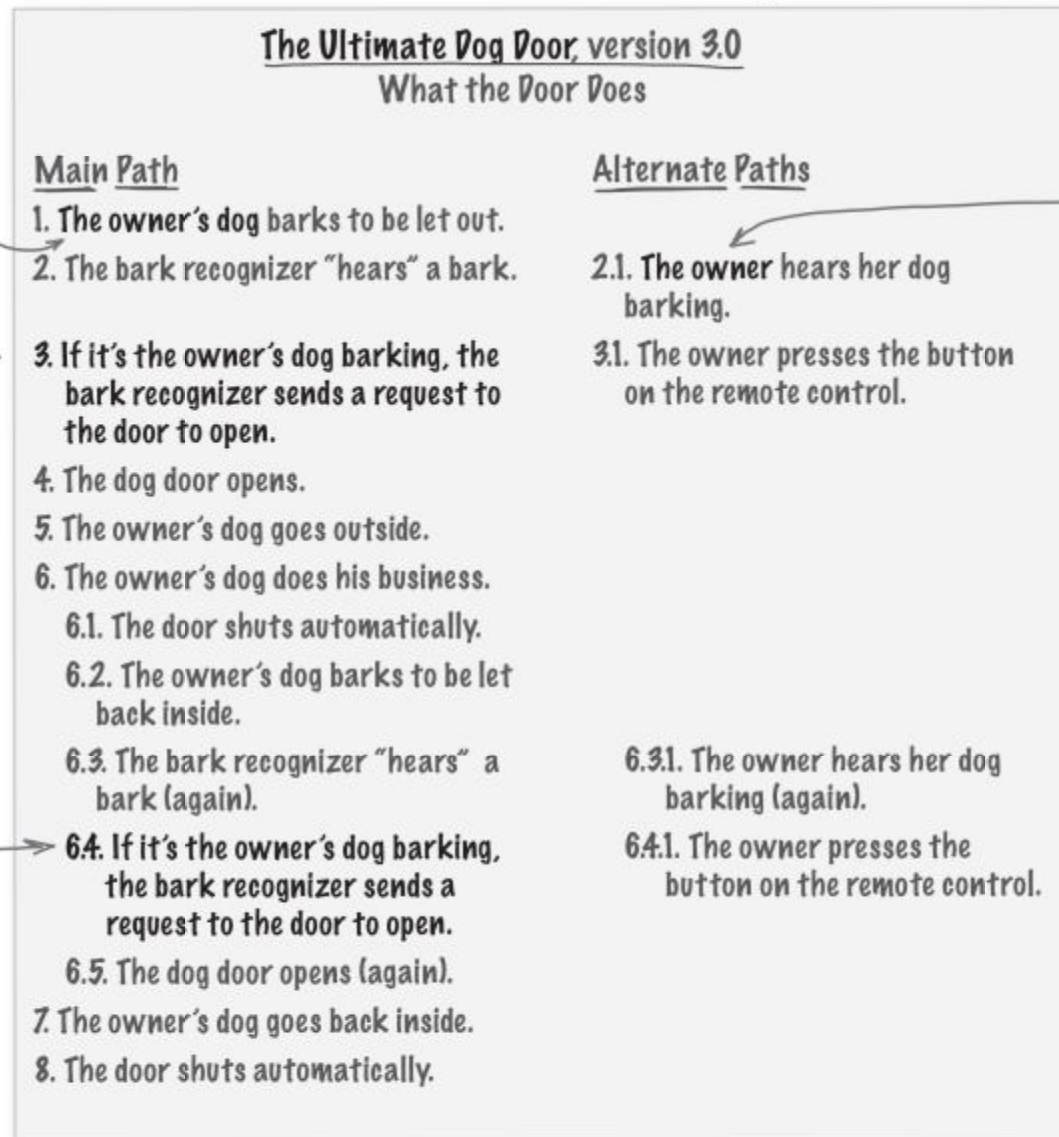 The Ultimate Dog Door, version 3.0
What the Door Does
Main Path
1. The owner's dog barks to be let out.
2. The bark recognizer "hears" a bark.
3. If it's the owner's dog barking, the
bark recognizer sends a request to
the door to open.
4. The dog door opens.
5. The owner's dog goes outside.
6. The owner's dog does his business.
6.1. The door shuts automatically.
6.2. The owner's dog barks to be let
back inside.
6.3. The bark recognizer "hears" a
bark (again).
6.4. If it's the owner's dog barking,
the bark recognizer sends a
request to the door to open.
6.5. The dog door opens (again).
7. The owner's dog goes back inside.
8. The door shuts automatically.
Alternate Paths
2.1. The owner hears her dog
barking.
3.1. The owner presses the button
on the remote control.
6.3.1. The owner hears her dog
barking (again).
6.4.1. The owner presses the
button on the remote control.